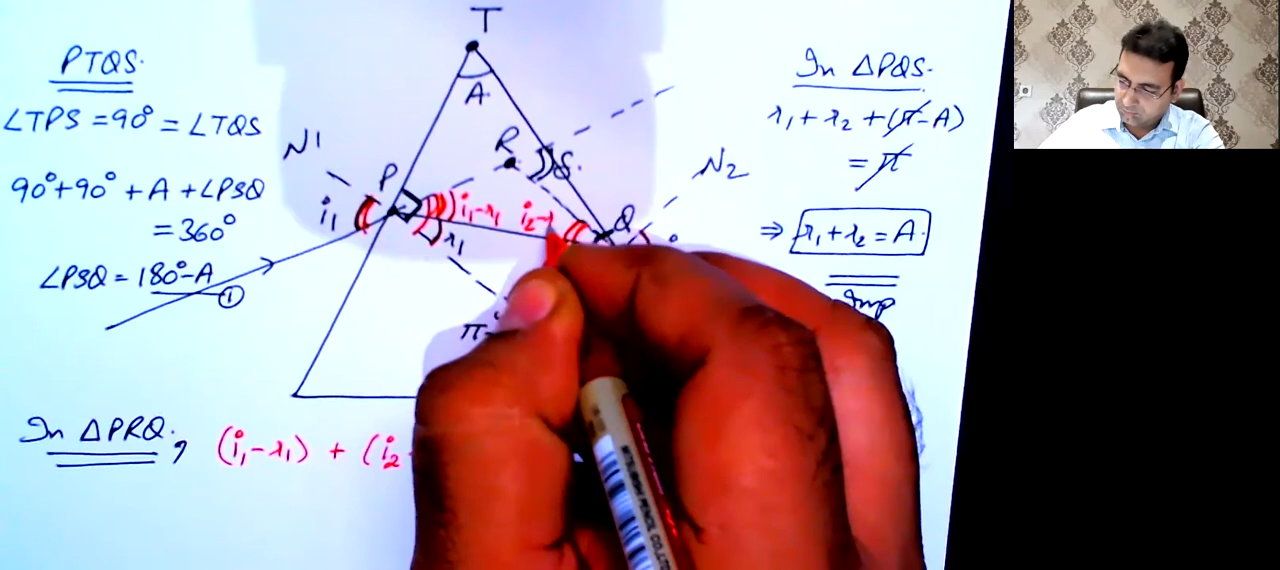 PTQS.
∠TPS = 90° = ∠TQS
90° + 90° + A + ∠PSQ
= 360°
∠PSQ = 180° - A
①
T
A
N1
P
R
δ.
N2
i₁
i₁-r₁
i₂-
Q
r₁
π-
In ΔPQS.
r₁ + r₂ + (π - A)
= π
⇒ r₁ + r₂ = A.
Imp
In ΔPRQ, (i₁-r₁) + (i₂